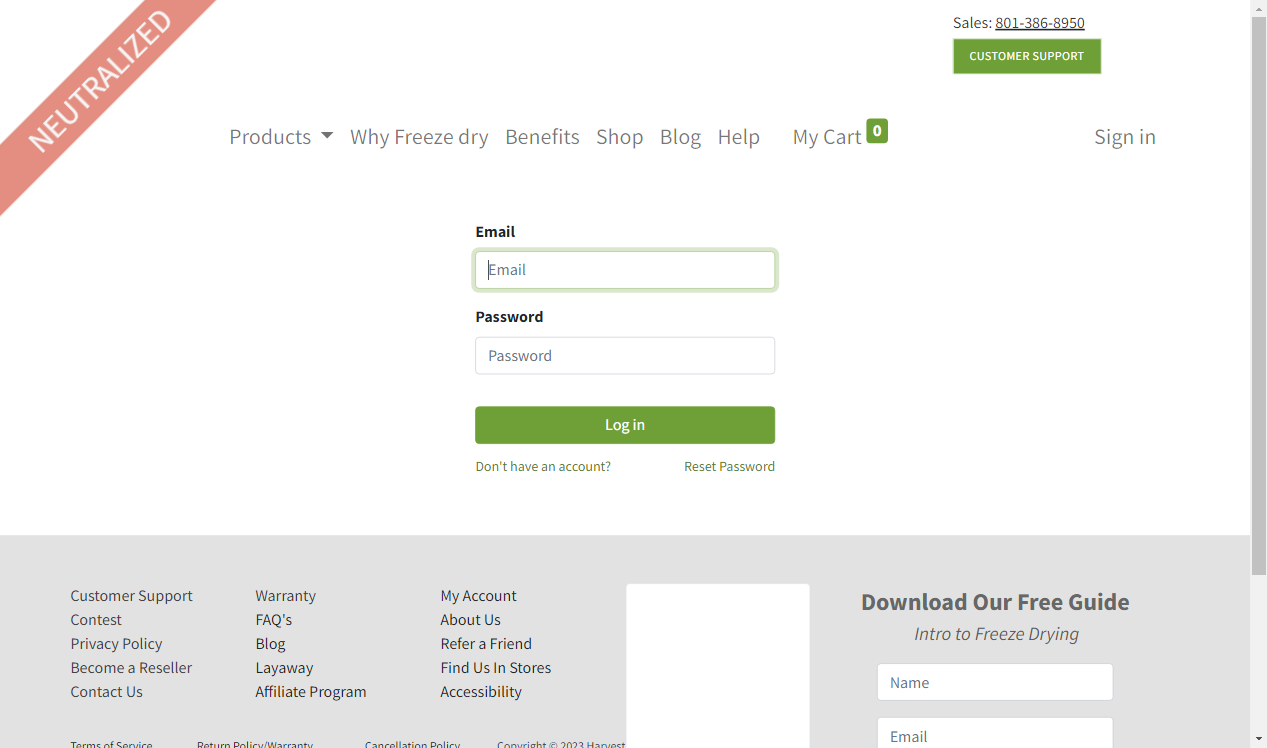 NEUTRALIZED
Sales: 801-386-8950
CUSTOMER SUPPORT
Products Why Freeze dry Benefits Shop Blog Help My Cart 0 Sign in
Email
Email
Password
Password
Log in
Don't have an account? Reset Password
Customer Support
Contest
Privacy Policy
Become a Reseller
Contact Us
Warranty
FAQ's
Blog
Layaway
Affiliate Program
My Account
About Us
Refer a Friend
Find Us In Stores
Accessibility
Download Our Free Guide
Intro to Freeze Drying
Name
Email
Terms of Service Return Policy/Warranty Cancellation Policy Copyright © 2023 Harvest